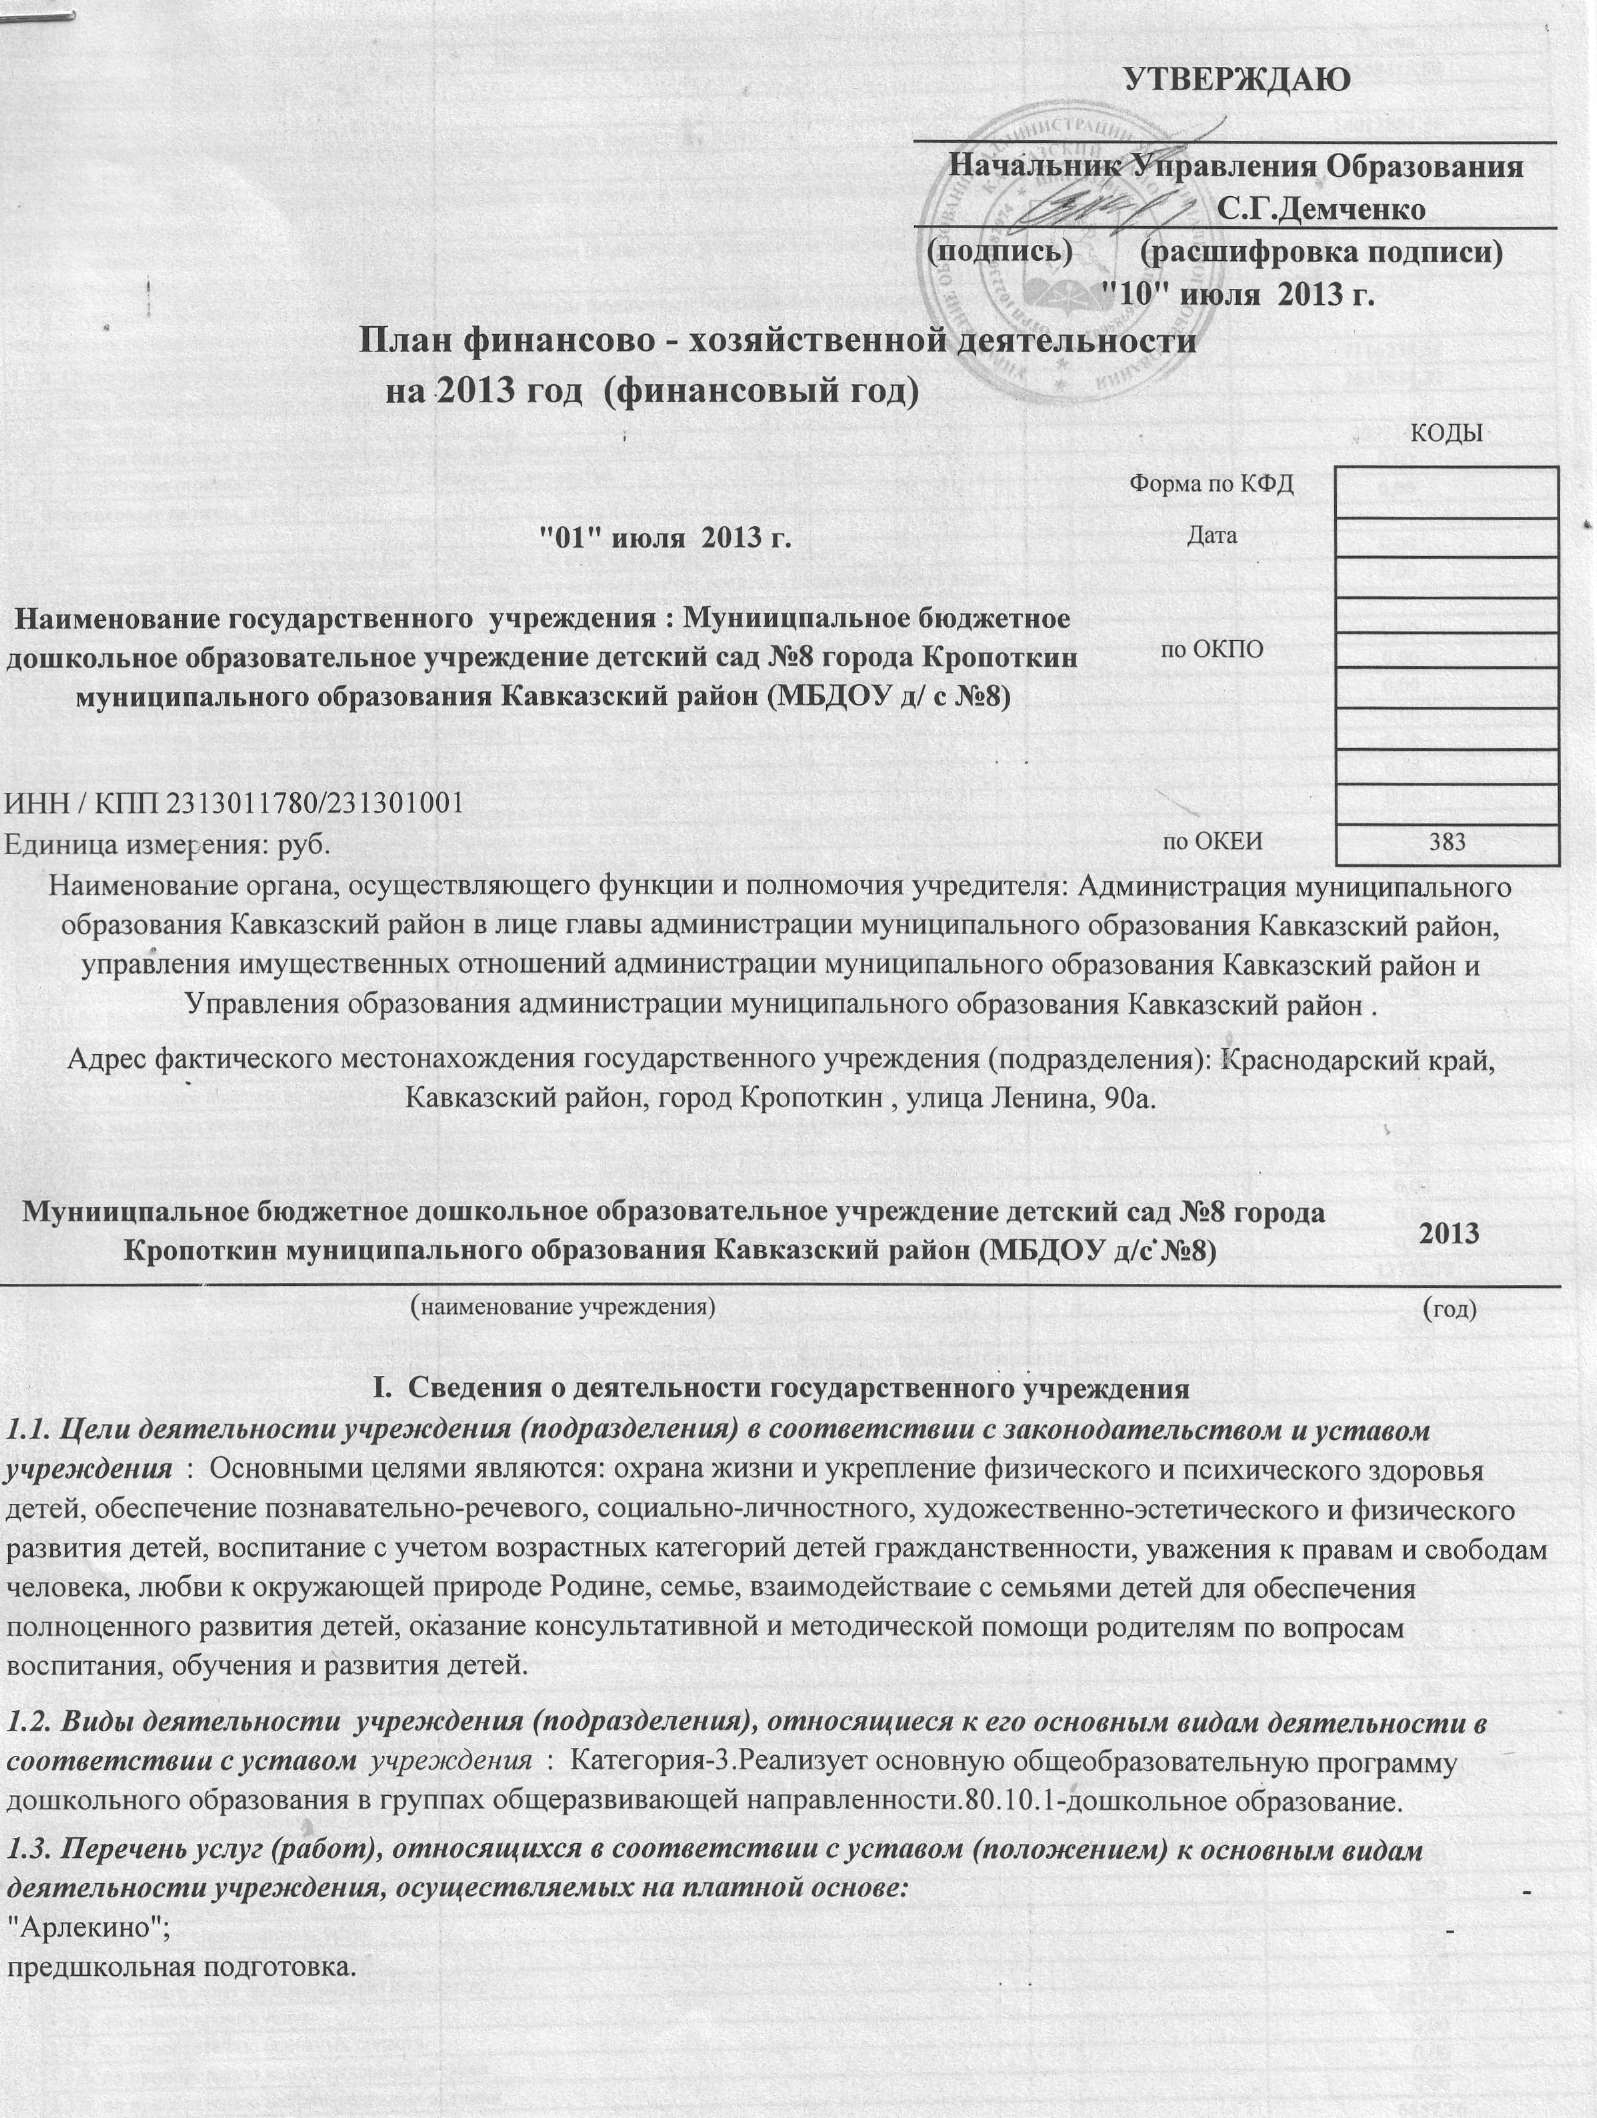 УТВЕРЖДАЮ
Начальник Управления Образования
С.Г.Демченко
(подпись) (расшифровка подписи)
"10" июля 2013 г.
План финансово - хозяйственной деятельности
на 2013 год (финансовый год)
КОДЫ
Форма по КФД
"01" июля 2013 г. Дата
Наименование государственного учреждения : Муниицпальное бюджетное
дошкольное образовательное учреждение детский сад №8 города Кропоткин
муниципального образования Кавказский район (МБДОУ д/ с №8)
по ОКПО
ИНН / КПП 2313011780/231301001
Единица измерения: руб. по ОКЕИ 383
Наименование органа, осуществляющего функции и полномочия учредителя: Администрация муниципального
образования Кавказский район в лице главы администрации муниципального образования Кавказский район,
управления имущественных отношений администрации муниципального образования Кавказский район и
Управления образования администрации муниципального образования Кавказский район .
Адрес фактического местонахождения государственного учреждения (подразделения): Краснодарский край,
Кавказский район, город Кропоткин , улица Ленина, 90а.
Муниицпальное бюджетное дошкольное образовательное учреждение детский сад №8 города
Кропоткин муниципального образования Кавказский район (МБДОУ д/с №8)
2013
(наименование учреждения) (год)
I. Сведения о деятельности государственного учреждения
1.1. Цели деятельности учреждения (подразделения) в соответствии с законодательством и уставом
учреждения : Основными целями являются: охрана жизни и укрепление физического и психического здоровья
детей, обеспечение познавательно-речевого, социально-личностного, художественно-эстетического и физического
развития детей, воспитание с учетом возрастных категорий детей гражданственности, уважения к правам и свободам
человека, любви к окружающей природе Родине, семье, взаимодействаие с семьями детей для обеспечения
полноценного развития детей, оказание консультативной и методической помощи родителям по вопросам
воспитания, обучения и развития детей.
1.2. Виды деятельности учреждения (подразделения), относящиеся к его основным видам деятельности в
соответствии с уставом учреждения : Категория-3.Реализует основную общеобразовательную программу
дошкольного образования в группах общеразвивающей направленности.80.10.1-дошкольное образование.
1.3. Перечень услуг (работ), относящихся в соответствии с уставом (положением) к основным видам
деятельности учреждения, осуществляемых на платной основе: -
"Арлекино"; -
предшкольная подготовка.